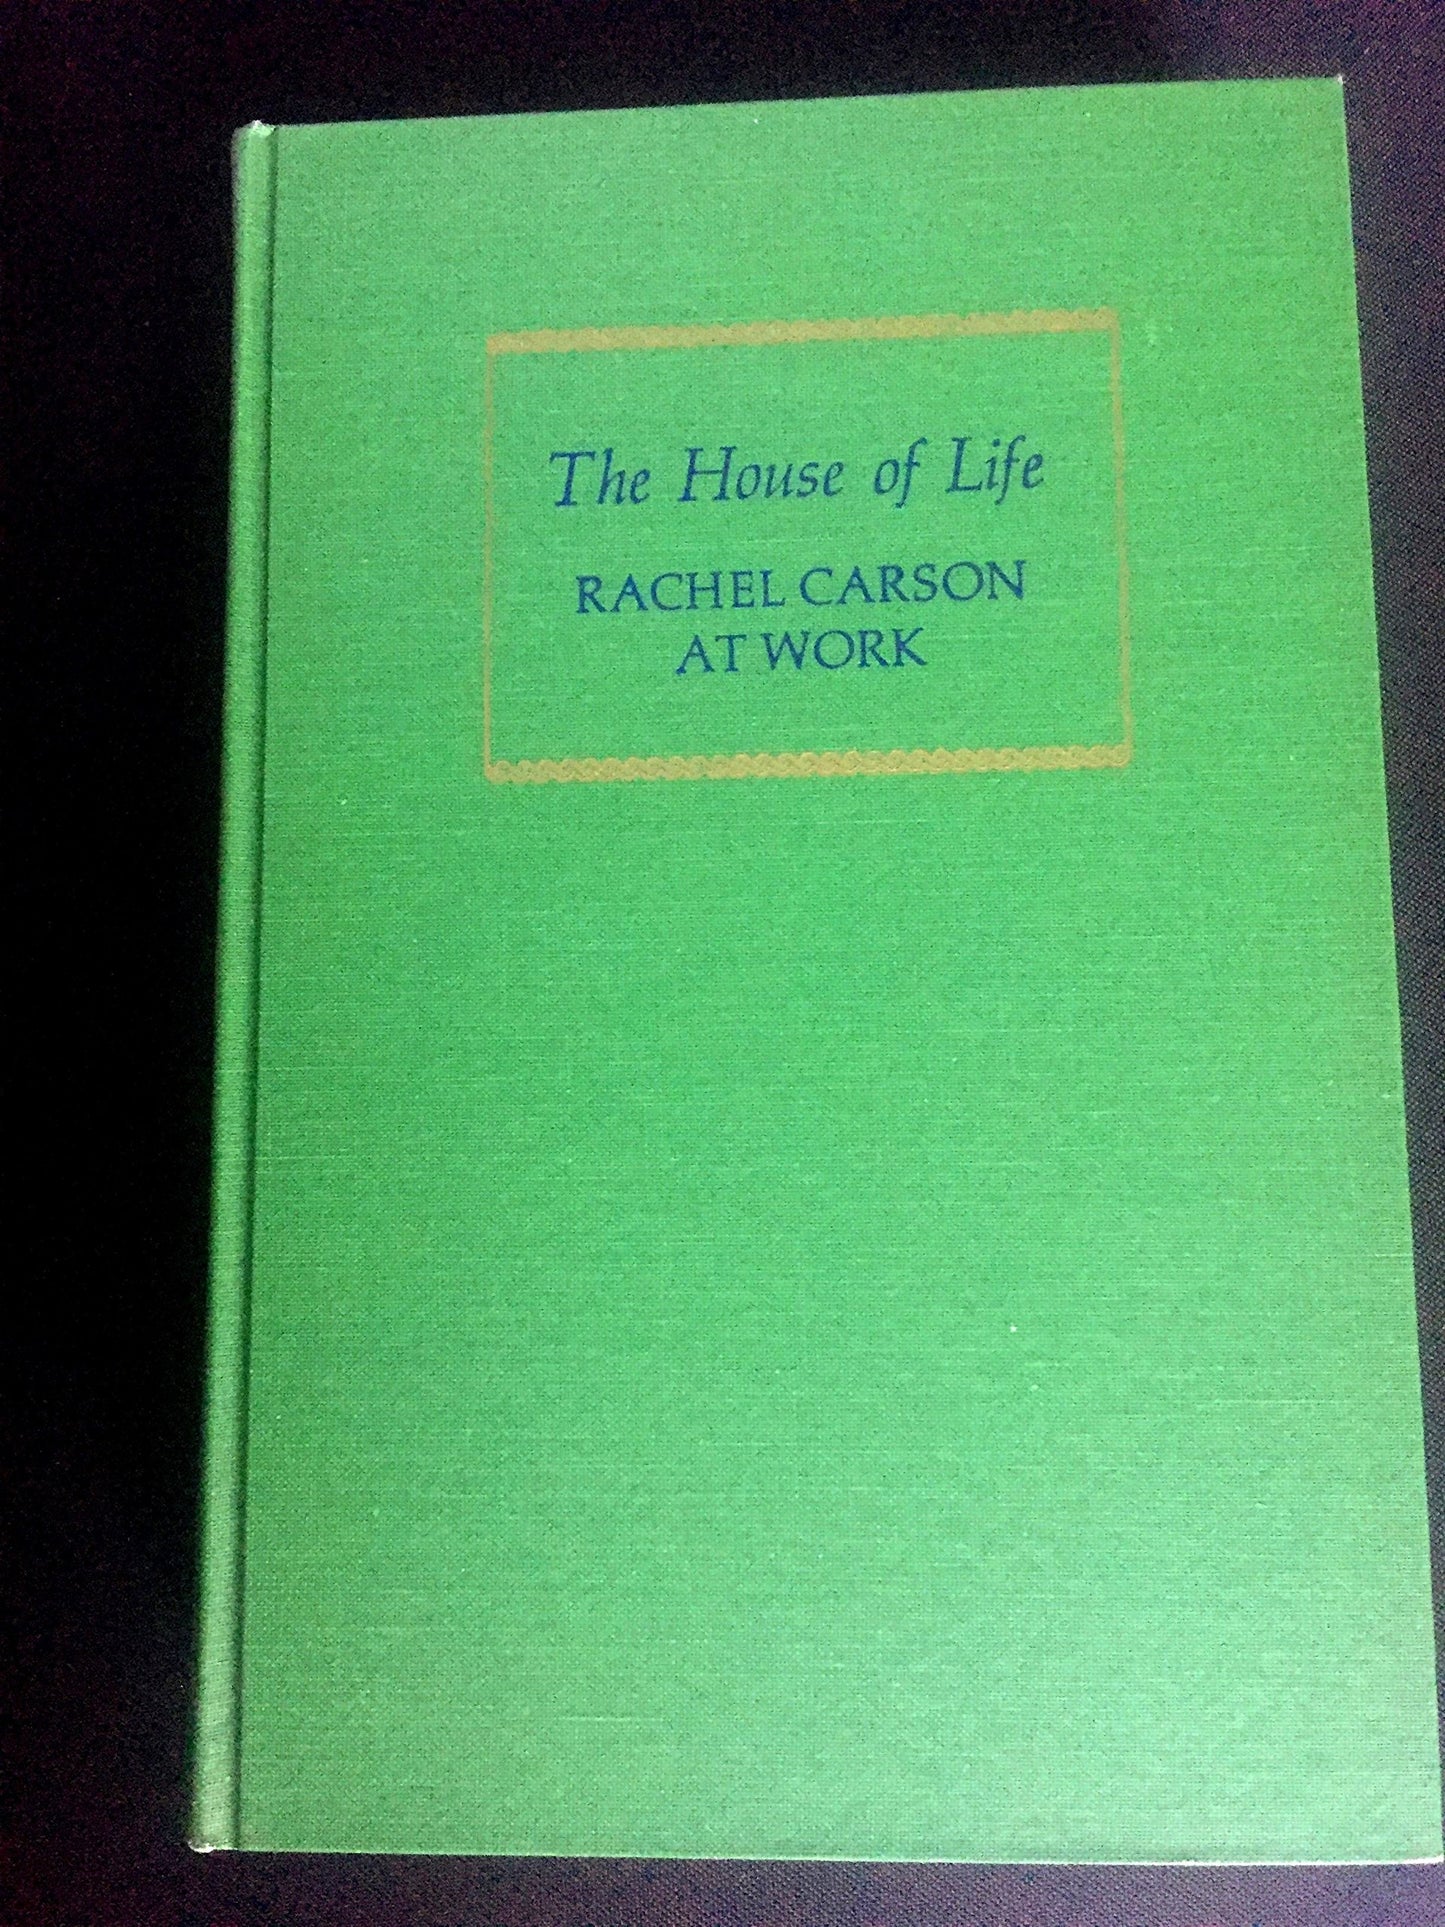 The House of Life
RACHEL CARSON
AT WORK